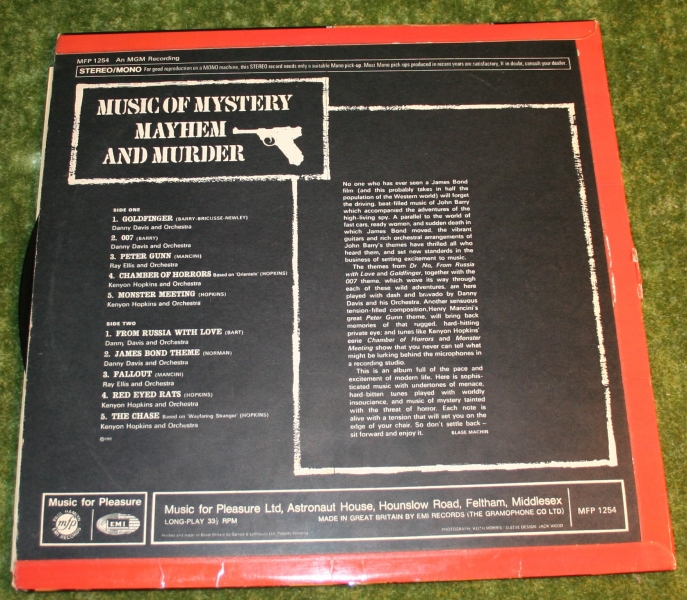 MFP 1254 An MGM Recording
STEREO/MONO For good reproduction on a MONO machine, this STEREO record needs only a suitable Mono pick-up. Most Mono pick-ups produced in recent years are satisfactory, if in doubt, consult your dealer.
MUSIC OF MYSTERY
MAYHEM
AND MURDER
SIDE ONE
1. GOLDFINGER (BARRY-BRICUSSE-NEWLEY)
Danny Davis and Orchestra
2. 007 (BARRY)
Danny Davis and Orchestra
3. PETER GUNN (MANCINI)
Ray Ellis and Orchestra
4. CHAMBER OF HORRORS Based on 'Orientale' (HOPKINS)
Kenyon Hopkins and Orchestra
5. MONSTER MEETING (HOPKINS)
Kenyon Hopkins and Orchestra
SIDE TWO
1. FROM RUSSIA WITH LOVE (BART)
Danny Davis and Orchestra
2. JAMES BOND THEME (NORMAN)
Danny Davis and Orchestra
3. FALLOUT (MANCINI)
Ray Ellis and Orchestra
4. RED EYED RATS (HOPKINS)
Kenyon Hopkins and Orchestra
5. THE CHASE Based on 'Wayfaring Stranger' (HOPKINS)
Kenyon Hopkins and Orchestra
No one who has ever seen a James Bond
film (and this probably takes in half the
population of the Western world) will forget
the driving, beat-filled music of John Barry
which accompanied the adventures of the
high-living spy. A parallel to the world of
fast cars, ready women, and sudden death in
which James Bond moved, the vibrant
guitars and rich orchestral arrangements of
John Barry's themes have thrilled all who
heard them, and set new standards in the
business of setting excitement to music.
The themes from Dr No, From Russia
with Love and Goldfinger, together with the
007 theme, which wove its way through
each of these wild adventures, are here
played with dash and bravado by Danny
Davis and his Orchestra. Another sensuous
tension-filled composition, Henry Mancini's
great Peter Gunn theme, will bring back
memories of that rugged, hard-hitting
private eye; and tunes like Kenyon Hopkins'
eerie Chamber of Horrors and Monster
Meeting show that you never can tell what
might be lurking behind the microphones in
a recording studio.
This is an album full of the pace and
excitement of modern life. Here is sophis-
ticated music with undertones of menace,
hard-bitten tunes played with worldly
insouciance, and music of mystery tainted
with the threat of horror. Each note is
alive with a tension that will set you on the
edge of your chair. So don't settle back –
sit forward and enjoy it.
BLASE MACHIN
Music for Pleasure
mfp
EMI
Music for Pleasure Ltd, Astronaut House, Hounslow Road, Feltham, Middlesex
LONG-PLAY 33⅓ RPM
MADE IN GREAT BRITAIN BY EMI RECORDS (THE GRAMOPHONE CO LTD)
MFP 1254